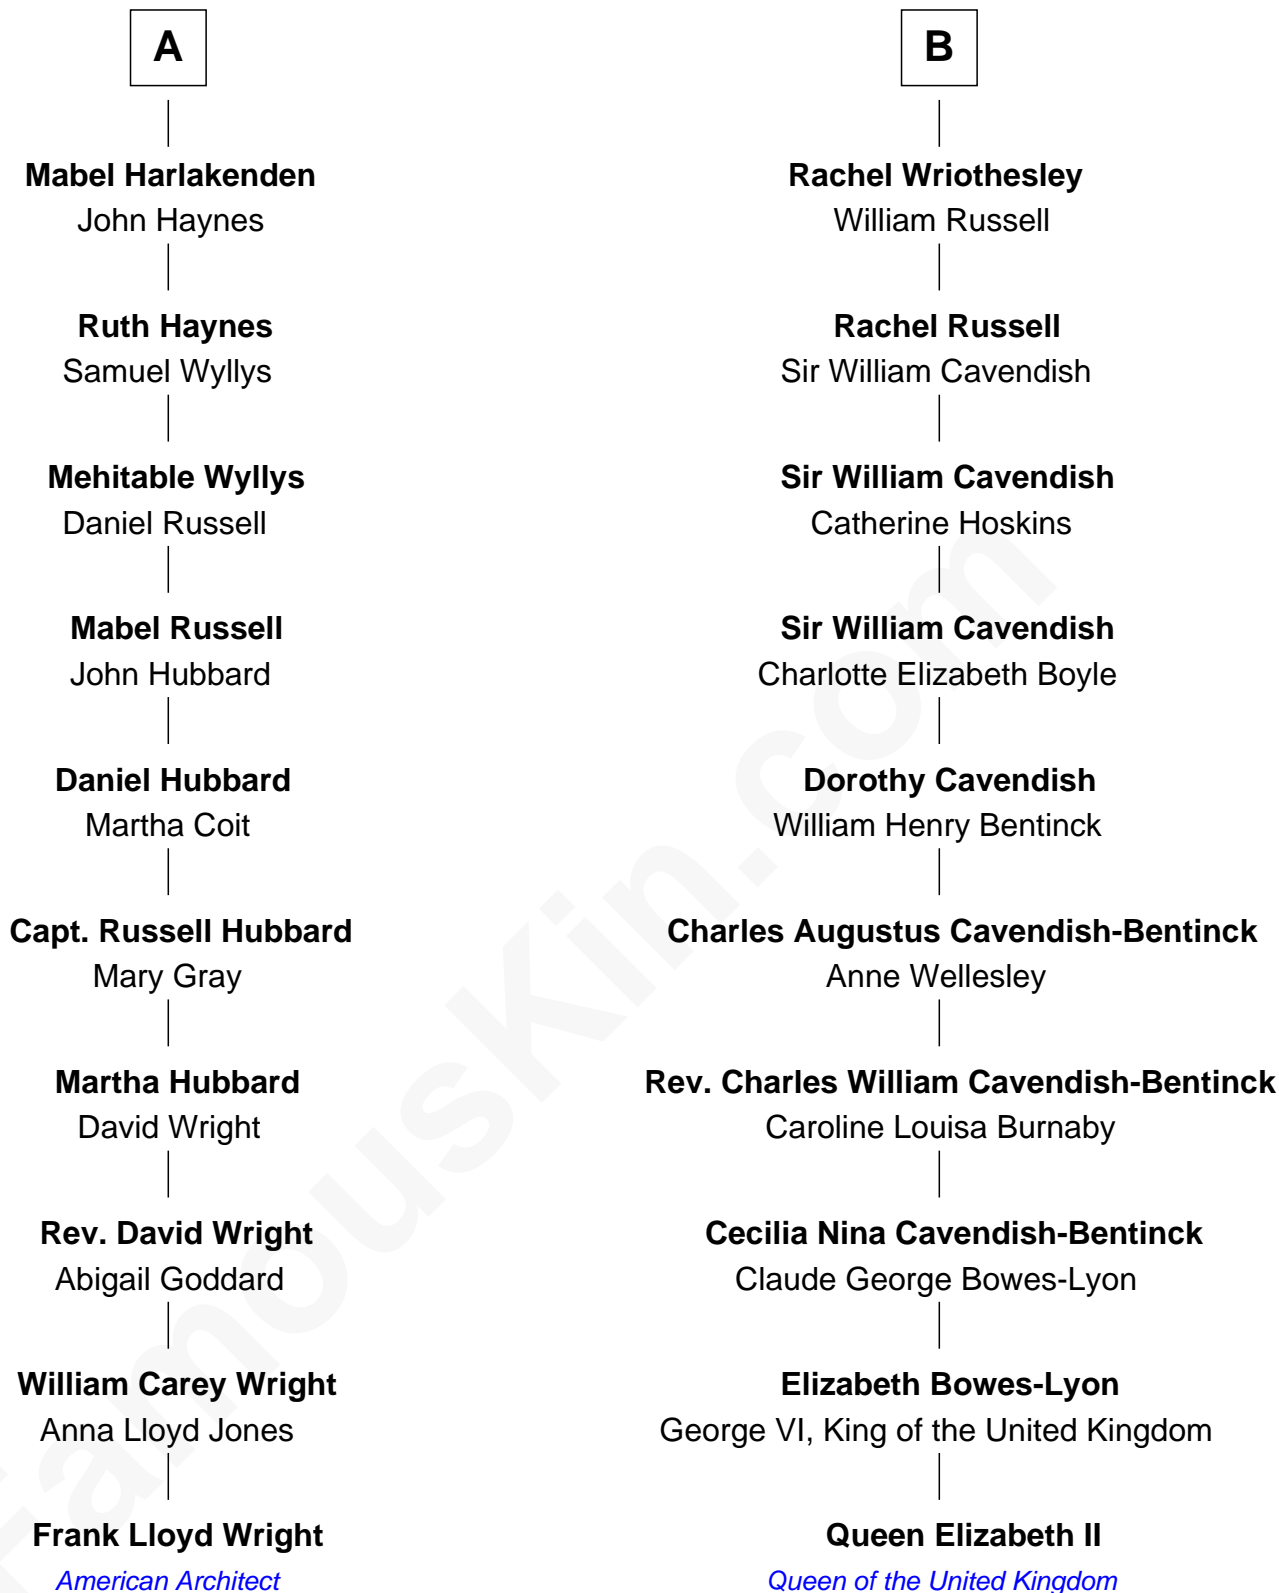 A
Mabel Harlakenden
John Haynes
Ruth Haynes
Samuel Wyllys
Mehitable Wyllys
Daniel Russell
Mabel Russell
John Hubbard
Daniel Hubbard
Martha Coit
Capt. Russell Hubbard
Mary Gray
Martha Hubbard
David Wright
Rev. David Wright
Abigail Goddard
William Carey Wright
Anna Lloyd Jones
Frank Lloyd Wright
American Architect
B
Rachel Wriothesley
William Russell
Rachel Russell
Sir William Cavendish
Sir William Cavendish
Catherine Hoskins
Sir William Cavendish
Charlotte Elizabeth Boyle
Dorothy Cavendish
William Henry Bentinck
Charles Augustus Cavendish-Bentinck
Anne Wellesley
Rev. Charles William Cavendish-Bentinck
Caroline Louisa Burnaby
Cecilia Nina Cavendish-Bentinck
Claude George Bowes-Lyon
Elizabeth Bowes-Lyon
George VI, King of the United Kingdom
Queen Elizabeth II
Queen of the United Kingdom
FamousKin.com